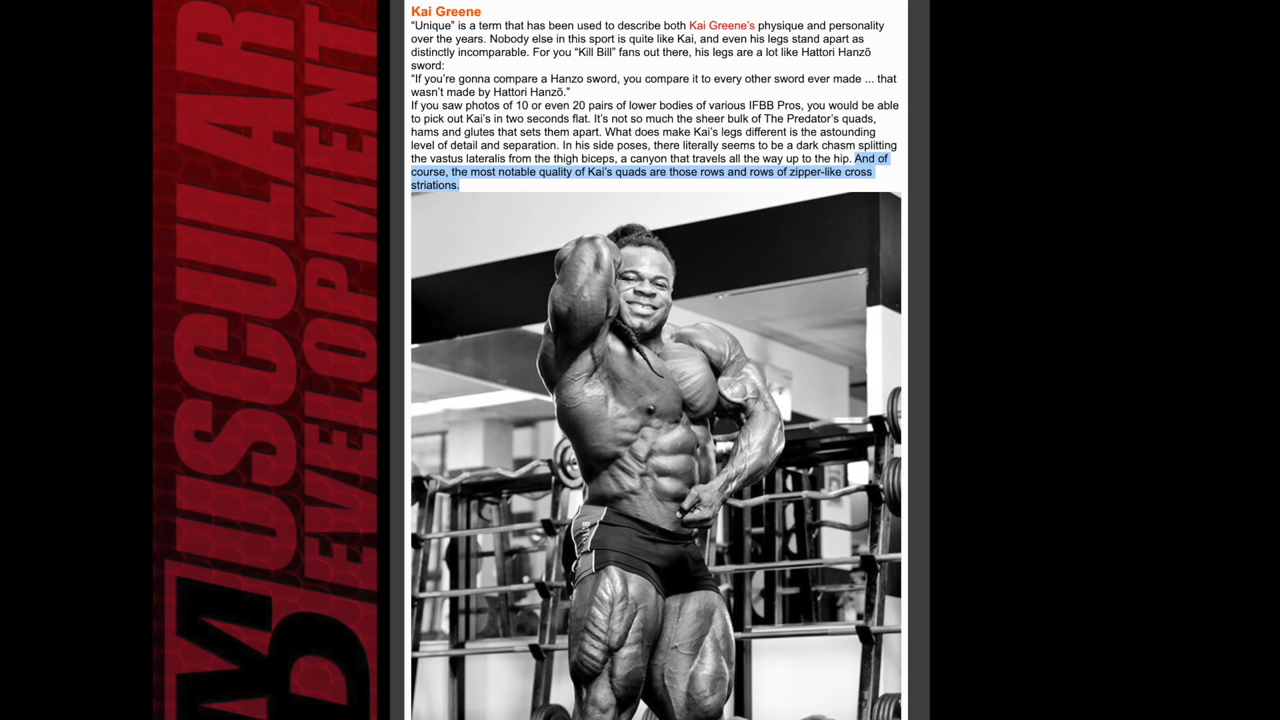 MUSCULAR
DEVELOPMENT
MD
Kai Greene
“Unique” is a term that has been used to describe both Kai Greene’s physique and personality
over the years. Nobody else in this sport is quite like Kai, and even his legs stand apart as
distinctly incomparable. For you “Kill Bill” fans out there, his legs are a lot like Hattori Hanzō
sword:
“If you’re gonna compare a Hanzo sword, you compare it to every other sword ever made ... that
wasn’t made by Hattori Hanzō.”
If you saw photos of 10 or even 20 pairs of lower bodies of various IFBB Pros, you would be able
to pick out Kai’s in two seconds flat. It’s not so much the sheer bulk of The Predator’s quads,
hams and glutes that sets them apart. What does make Kai’s legs different is the astounding
level of detail and separation. In his side poses, there literally seems to be a dark chasm splitting
the vastus lateralis from the thigh biceps, a canyon that travels all the way up to the hip. And of
course, the most notable quality of Kai’s quads are those rows and rows of zipper-like cross
striations.